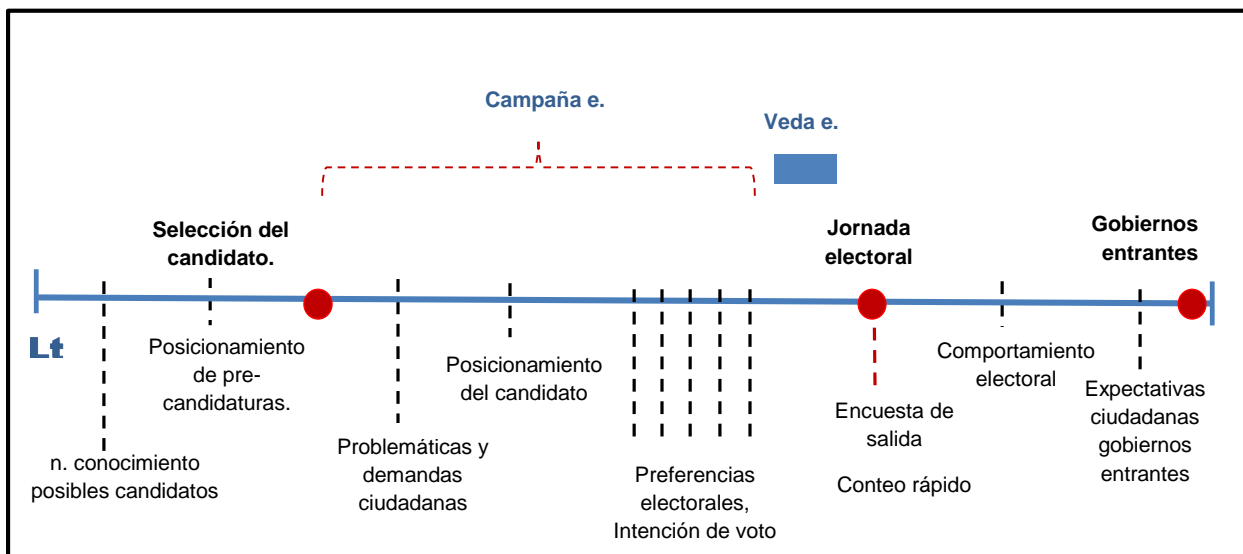 Campaña e.
Veda e.
Selección del
candidato.
Jornada
electoral
Gobiernos
entrantes
Lt
Posicionamiento
de pre-
candidaturas.
Posicionamiento
del candidato
Comportamiento
electoral
n. conocimiento
posibles candidatos
Problemáticas y
demandas
ciudadanas
Preferencias
electorales,
Intención de voto
Encuesta de
salida
Conteo rápido
Expectativas
ciudadanas
gobiernos
entrantes